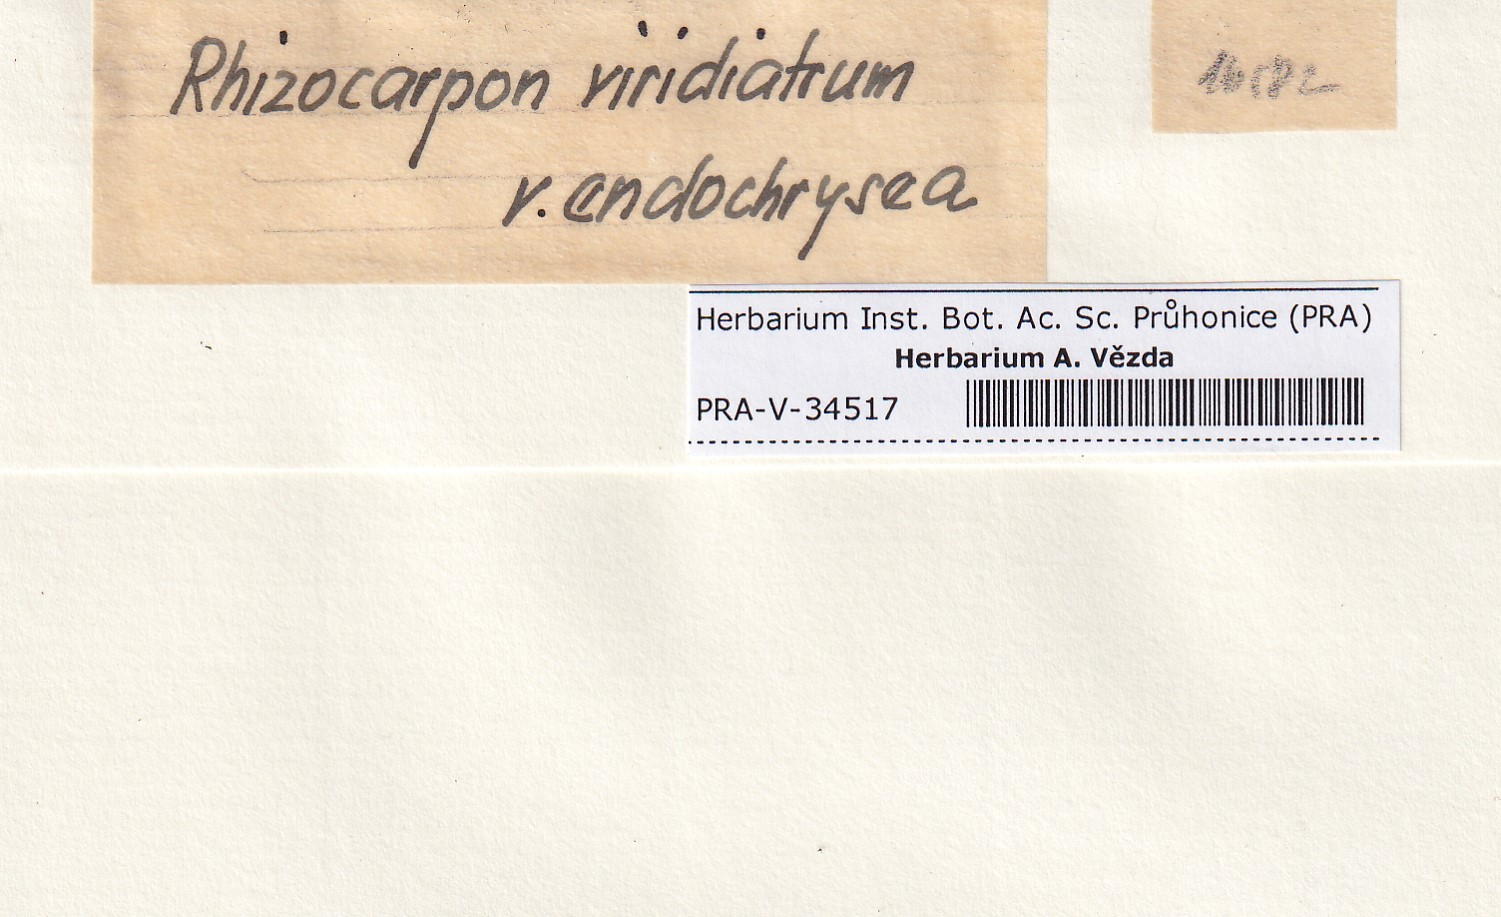 Rhizocarpon viridiatrum
v. endochrysea
Herbarium Inst. Bot. Ac. Sc. Průhonice (PRA)
Herbarium A. Vězda
PRA-V-34517